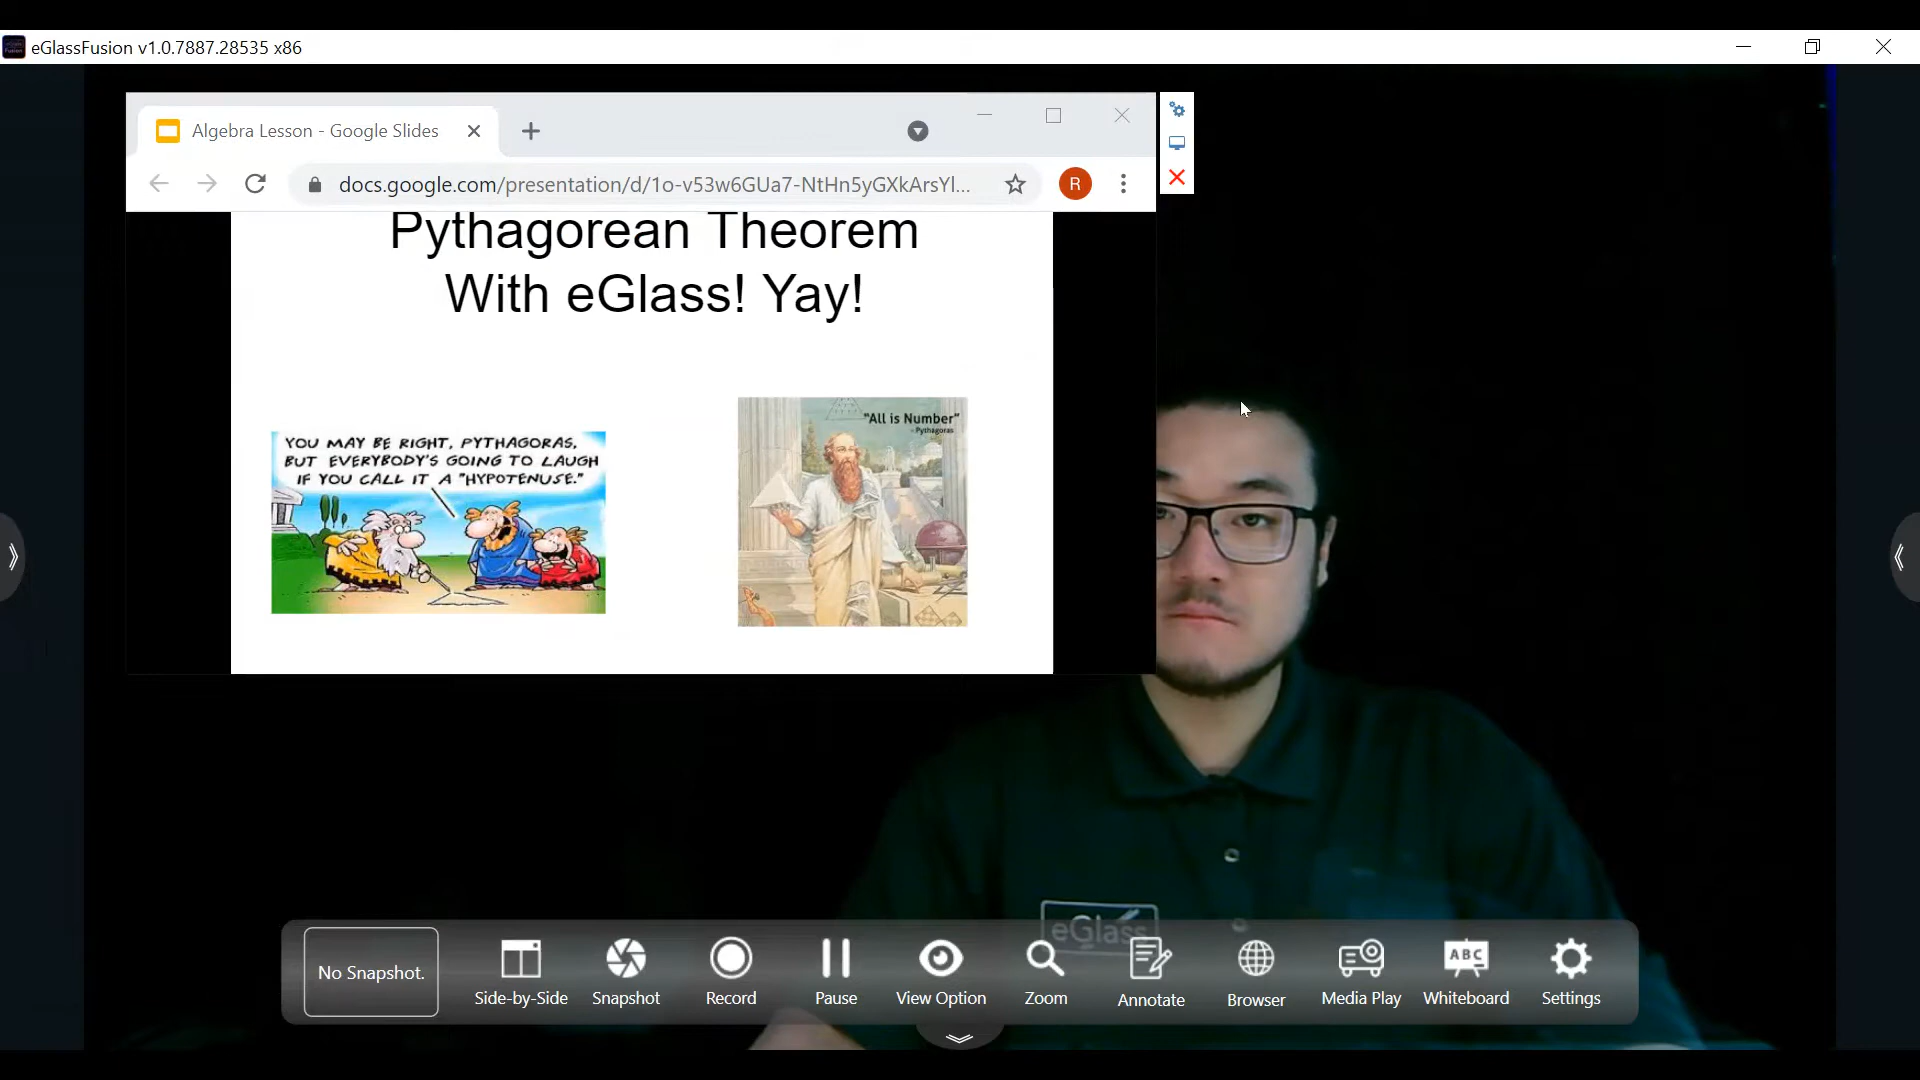 eGlassFusion v1.0.7887.28535 x86
Algebra Lesson - Google Slides
docs.google.com/presentation/d/1o-v53w6GUa7-NtHn5yGXkArsYl...
R
Pythagorean Theorem
With eGlass! Yay!
YOU MAY BE RIGHT, PYTHAGORAS,
BUT EVERYBODY'S GOING TO LAUGH
IF YOU CALL IT A "HYPOTENUSE."
"All is Number"
- Pythagoras
eGlass
No Snapshot.
Side-by-Side
Snapshot
Record
Pause
View Option
Zoom
Annotate
Browser
Media Play
ABC
Whiteboard
Settings